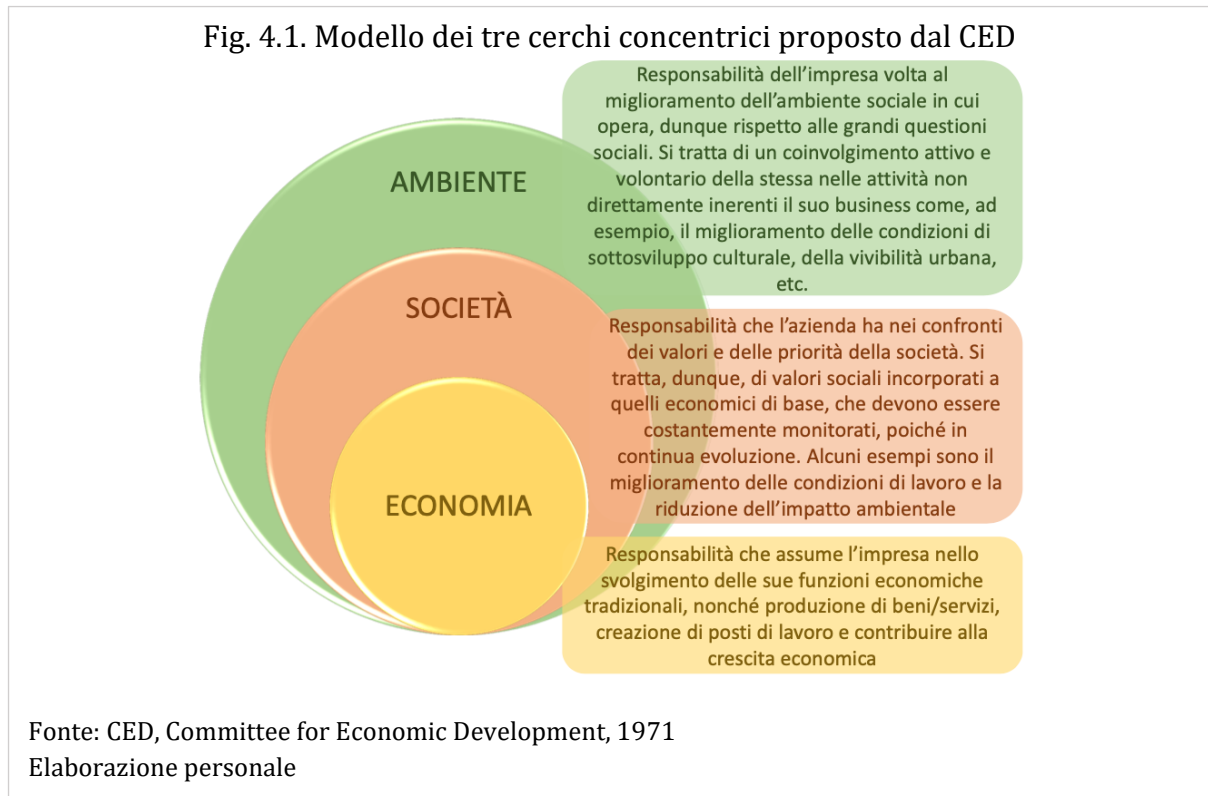 Fig. 4.1. Modello dei tre cerchi concentrici proposto dal CED
AMBIENTE
Responsabilità dell'impresa volta al
miglioramento dell'ambiente sociale in cui
opera, dunque rispetto alle grandi questioni
sociali. Si tratta di un coinvolgimento attivo e
volontario della stessa nelle attività non
direttamente inerenti il suo business come, ad
esempio, il miglioramento delle condizioni di
sottosviluppo culturale, della vivibilità urbana,
etc.
SOCIETÀ
Responsabilità che l'azienda ha nei confronti
dei valori e delle priorità della società. Si
tratta, dunque, di valori sociali incorporati a
quelli economici di base, che devono essere
costantemente monitorati, poiché in
continua evoluzione. Alcuni esempi sono il
miglioramento delle condizioni di lavoro e la
riduzione dell'impatto ambientale
ECONOMIA
Responsabilità che assume l'impresa nello
svolgimento delle sue funzioni economiche
tradizionali, nonché produzione di beni/servizi,
creazione di posti di lavoro e contribuire alla
crescita economica
Fonte: CED, Committee for Economic Development, 1971
Elaborazione personale